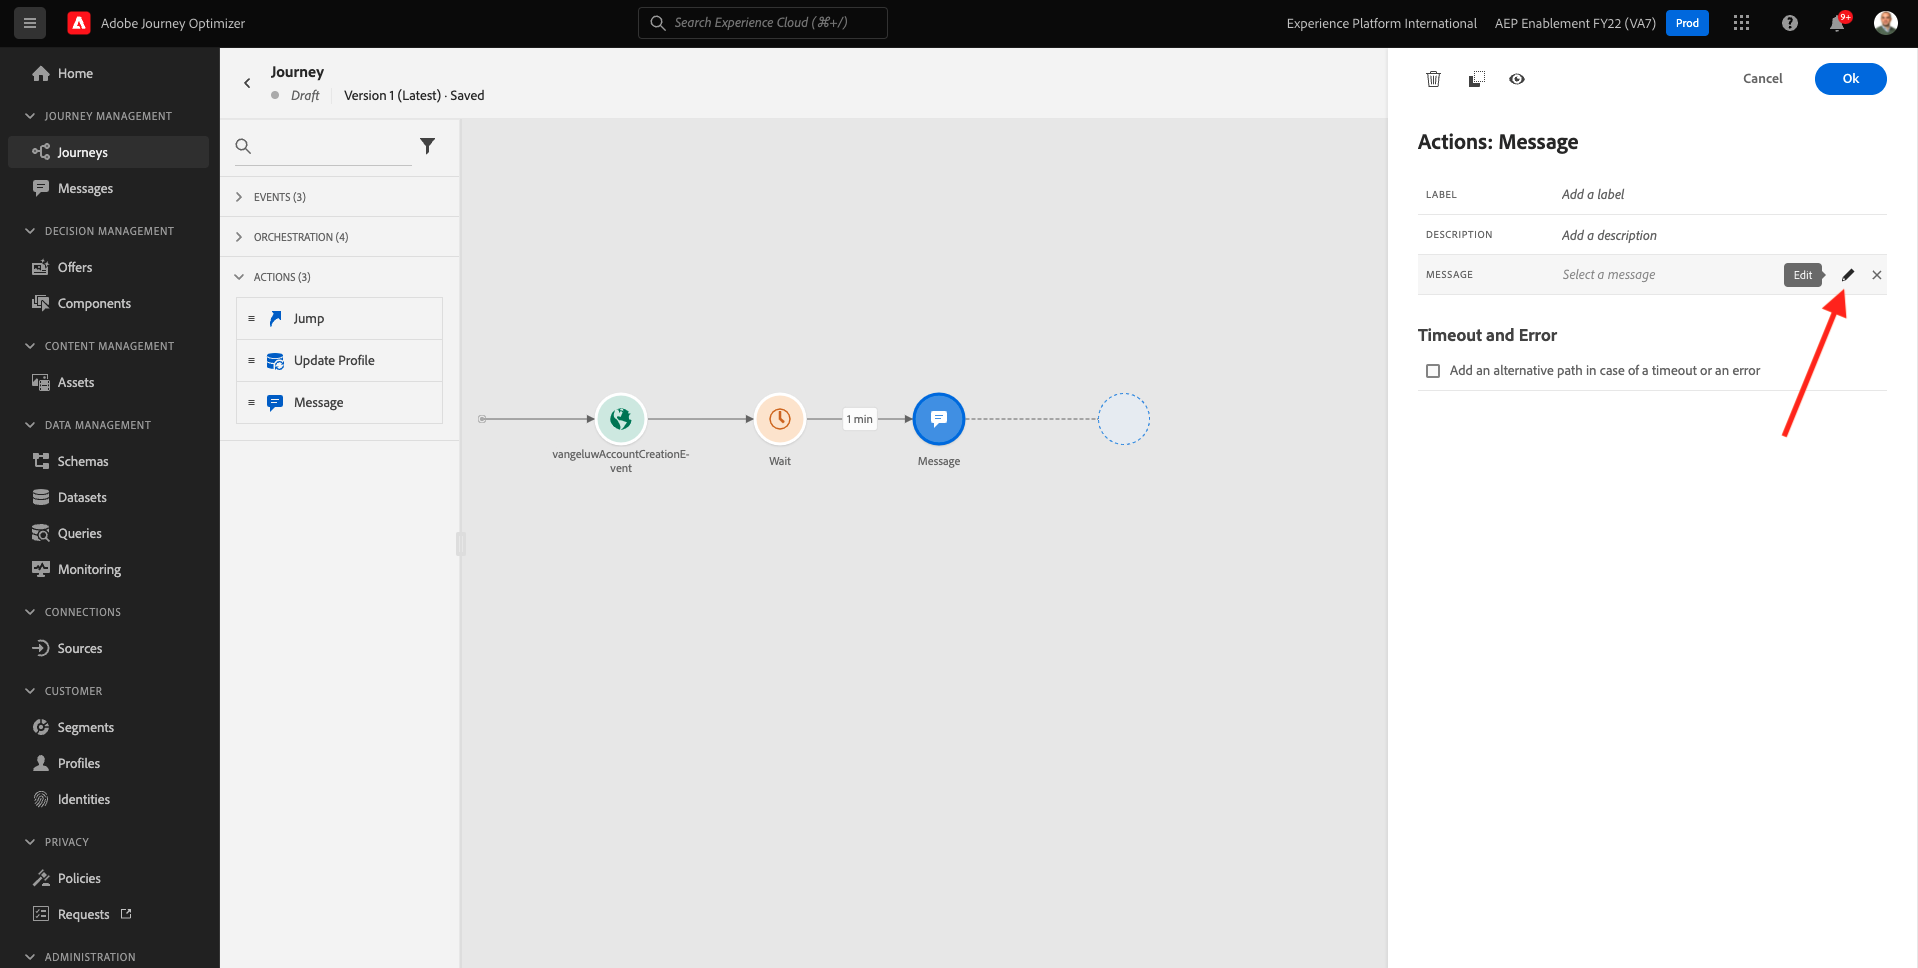 Adobe Journey Optimizer
Search Experience Cloud (⌘+/)
Experience Platform International
AEP Enablement FY22 (VA7)
Prod
9+
Home
JOURNEY MANAGEMENT
Journeys
Messages
DECISION MANAGEMENT
Offers
Components
CONTENT MANAGEMENT
Assets
DATA MANAGEMENT
Schemas
Datasets
Queries
Monitoring
CONNECTIONS
Sources
CUSTOMER
Segments
Profiles
Identities
PRIVACY
Policies
Requests
ADMINISTRATION
Journey
Draft
Version 1 (Latest) · Saved
EVENTS (3)
ORCHESTRATION (4)
ACTIONS (3)
Jump
Update Profile
Message
vangeluwAccountCreationE-
vent
Wait
1 min
Message
Cancel
Ok
Actions: Message
LABEL
Add a label
DESCRIPTION
Add a description
MESSAGE
Select a message
Edit
Timeout and Error
Add an alternative path in case of a timeout or an error